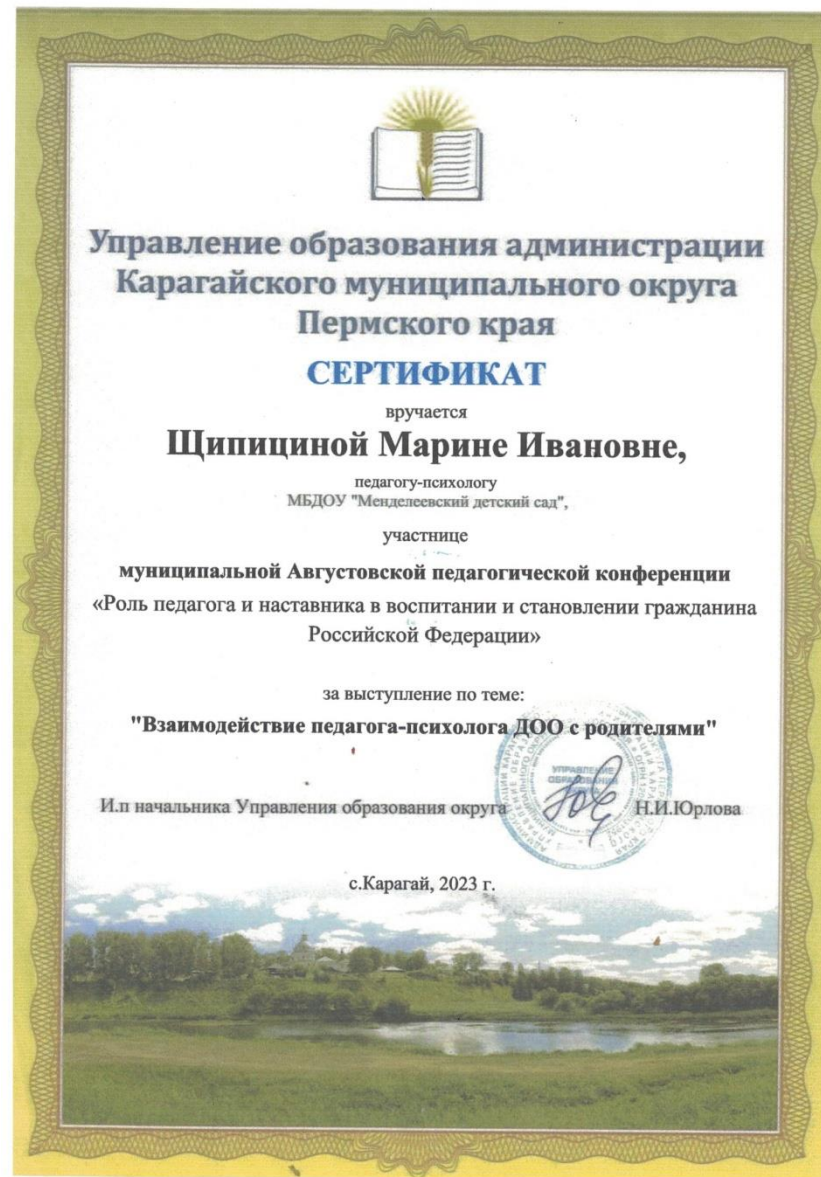 Управление образования администрации
Карагайского муниципального округа
Пермского края
СЕРТИФИКАТ
вручается
Щипициной Марине Ивановне,
педагогу-психологу
МБДОУ "Менделеевский детский сад",
участнице
муниципальной Августовской педагогической конференции
«Роль педагога и наставника в воспитании и становлении гражданина
Российской Федерации»
за выступление по теме:
"Взаимодействие педагога-психолога ДОО с родителями"
УПРАВЛЕНИЕ
ОБРАЗОВАНИЯ
И.п начальника Управления образования округа Н.И.Юрлова
с.Карагай, 2023 г.